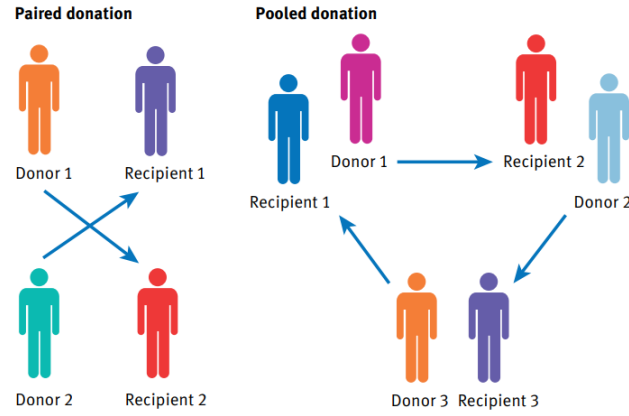 Paired donation
Donor 1
Recipient 1
Donor 2
Recipient 2
Pooled donation
Donor 1
Recipient 2
Recipient 1
Donor 2
Donor 3
Recipient 3